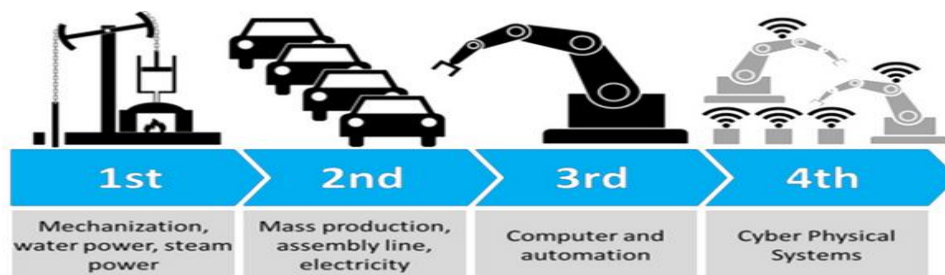 1st
2nd
3rd
4th
Mechanization,
water power, steam
power
Mass production,
assembly line,
electricity
Computer and
automation
Cyber Physical
Systems